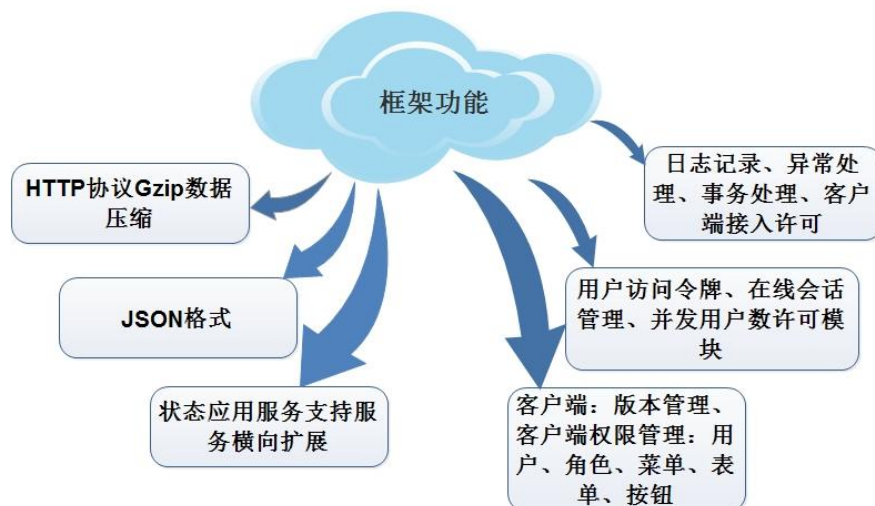 框架功能
HTTP协议Gzip数据
压缩
JSON格式
状态应用服务支持服
务横向扩展
日志记录、异常处
理、事务处理、客户
端接入许可
用户访问令牌、在线会话
管理、并发用户数许可模
块
客户端：版本管理、
客户端权限管理：用
户、角色、菜单、表
单、按钮